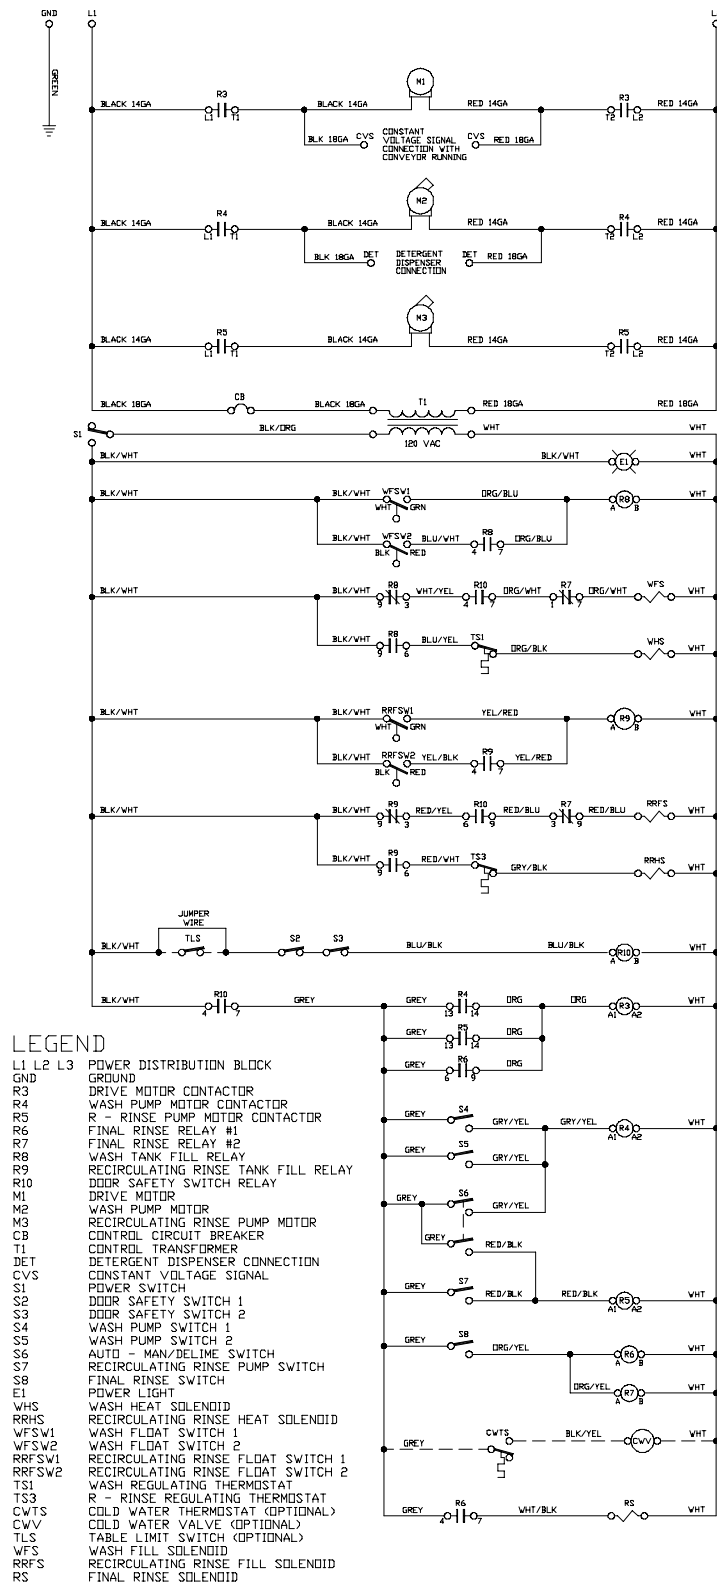 GND L1 L
GREEN
M1
BLACK 14GA R3 BLACK 14GA RED 14GA R3 RED 14GA
L1 T1 T2 L2
BLK 18GA CVS CONSTANT CVS RED 18GA
VOLTAGE SIGNAL
CONNECTION WITH
CONVEYOR RUNNING
M2
BLACK 14GA R4 BLACK 14GA RED 14GA R4 RED 14GA
L1 T1 T2 L2
BLK 18GA DET DETERGENT DET RED 18GA
DISPENSER
CONNECTION
M3
BLACK 14GA R5 BLACK 14GA RED 14GA R5 RED 14GA
L1 T1 T2 L2
BLACK 18GA CB BLACK 18GA T1 RED 18GA RED 18GA
S1 BLK/ORG WHT WHT
120 VAC
BLK/WHT BLK/WHT E1 WHT
BLK/WHT BLK/WHT WFSW1 ORG/BLU R8 WHT
WHT GRN A B
BLK/WHT WFSW2 BLU/WHT R8 ORG/BLU
BLK RED 4 7
BLK/WHT BLK/WHT R8 WHT/YEL R10 ORG/WHT R7 ORG/WHT WFS WHT
9 3 4 7 1 7
BLK/WHT R8 BLU/YEL TS1 ORG/BLK WHS WHT
9 6
BLK/WHT BLK/WHT RRFSW1 YEL/RED R9 WHT
WHT GRN A B
BLK/WHT RRFSW2 YEL/BLK R9 YEL/RED
BLK RED 4 7
BLK/WHT BLK/WHT R9 RED/YEL R10 RED/BLU R7 RED/BLU RRFS WHT
9 3 6 9 3 9
BLK/WHT R9 RED/WHT TS3 GRY/BLK RRHS WHT
9 6
JUMPER
WIRE
BLK/WHT TLS S2 S3 BLU/BLK BLU/BLK R10 WHT
A B
BLK/WHT R10 GREY GREY R4 ORG ORG R3 WHT
4 7 13 14 A1 A2
GREY R5 ORG
13 14
GREY R6 ORG
6 9
GREY S4 GRY/YEL GRY/YEL R4 WHT
A1 A2
GREY S5 GRY/YEL
GREY S6 GRY/YEL
GREY RED/BLK
GREY S7 RED/BLK RED/BLK R5 WHT
A1 A2
GREY S8 ORG/YEL R6 WHT
A B
ORG/YEL R7 WHT
A B
GREY CWTS BLK/YEL CWV WHT
GREY R6 WHT/BLK RS WHT
4 7
LEGEND
L1 L2 L3 POWER DISTRIBUTION BLOCK
GND GROUND
R3 DRIVE MOTOR CONTACTOR
R4 WASH PUMP MOTOR CONTACTOR
R5 R - RINSE PUMP MOTOR CONTACTOR
R6 FINAL RINSE RELAY #1
R7 FINAL RINSE RELAY #2
R8 WASH TANK FILL RELAY
R9 RECIRCULATING RINSE TANK FILL RELAY
R10 DOOR SAFETY SWITCH RELAY
M1 DRIVE MOTOR
M2 WASH PUMP MOTOR
M3 RECIRCULATING RINSE PUMP MOTOR
CB CONTROL CIRCUIT BREAKER
T1 CONTROL TRANSFORMER
DET DETERGENT DISPENSER CONNECTION
CVS CONSTANT VOLTAGE SIGNAL
S1 POWER SWITCH
S2 DOOR SAFETY SWITCH 1
S3 DOOR SAFETY SWITCH 2
S4 WASH PUMP SWITCH 1
S5 WASH PUMP SWITCH 2
S6 AUTO - MAN/DELIME SWITCH
S7 RECIRCULATING RINSE PUMP SWITCH
S8 FINAL RINSE SWITCH
E1 POWER LIGHT
WHS WASH HEAT SOLENOID
RRHS RECIRCULATING RINSE HEAT SOLENOID
WFSW1 WASH FLOAT SWITCH 1
WFSW2 WASH FLOAT SWITCH 2
RRFSW1 RECIRCULATING RINSE FLOAT SWITCH 1
RRFSW2 RECIRCULATING RINSE FLOAT SWITCH 2
TS1 WASH REGULATING THERMOSTAT
TS3 R - RINSE REGULATING THERMOSTAT
CWTS COLD WATER THERMOSTAT (OPTIONAL)
CWV COLD WATER VALVE (OPTIONAL)
TLS TABLE LIMIT SWITCH (OPTIONAL)
WFS WASH FILL SOLENOID
RRFS RECIRCULATING RINSE FILL SOLENOID
RS FINAL RINSE SOLENOID